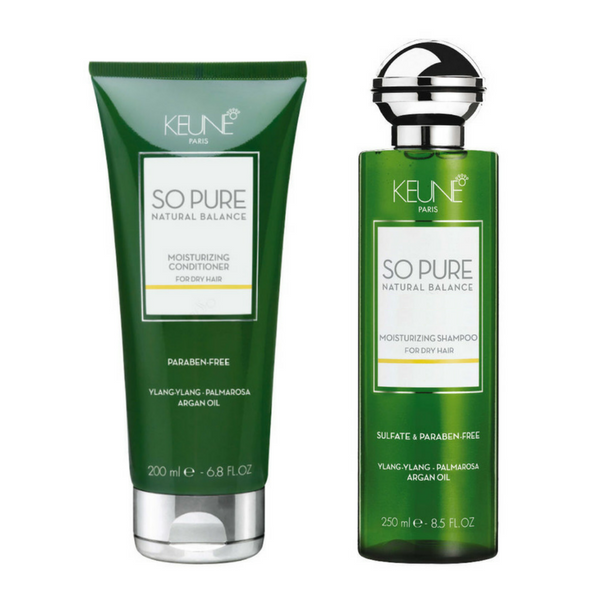 KEUNE
PARIS
SO PURE
NATURAL BALANCE
MOISTURIZING
CONDITIONER
FOR DRY HAIR
PARABEN-FREE
YLANG-YLANG - PALMAROSA
ARGAN OIL
200 ml ℮ - 6.8 FL.OZ
KEUNE
PARIS
SO PURE
NATURAL BALANCE
MOISTURIZING SHAMPOO
FOR DRY HAIR
SULFATE & PARABEN-FREE
YLANG-YLANG - PALMAROSA
ARGAN OIL
250 ml ℮ - 8.5 FL.OZ